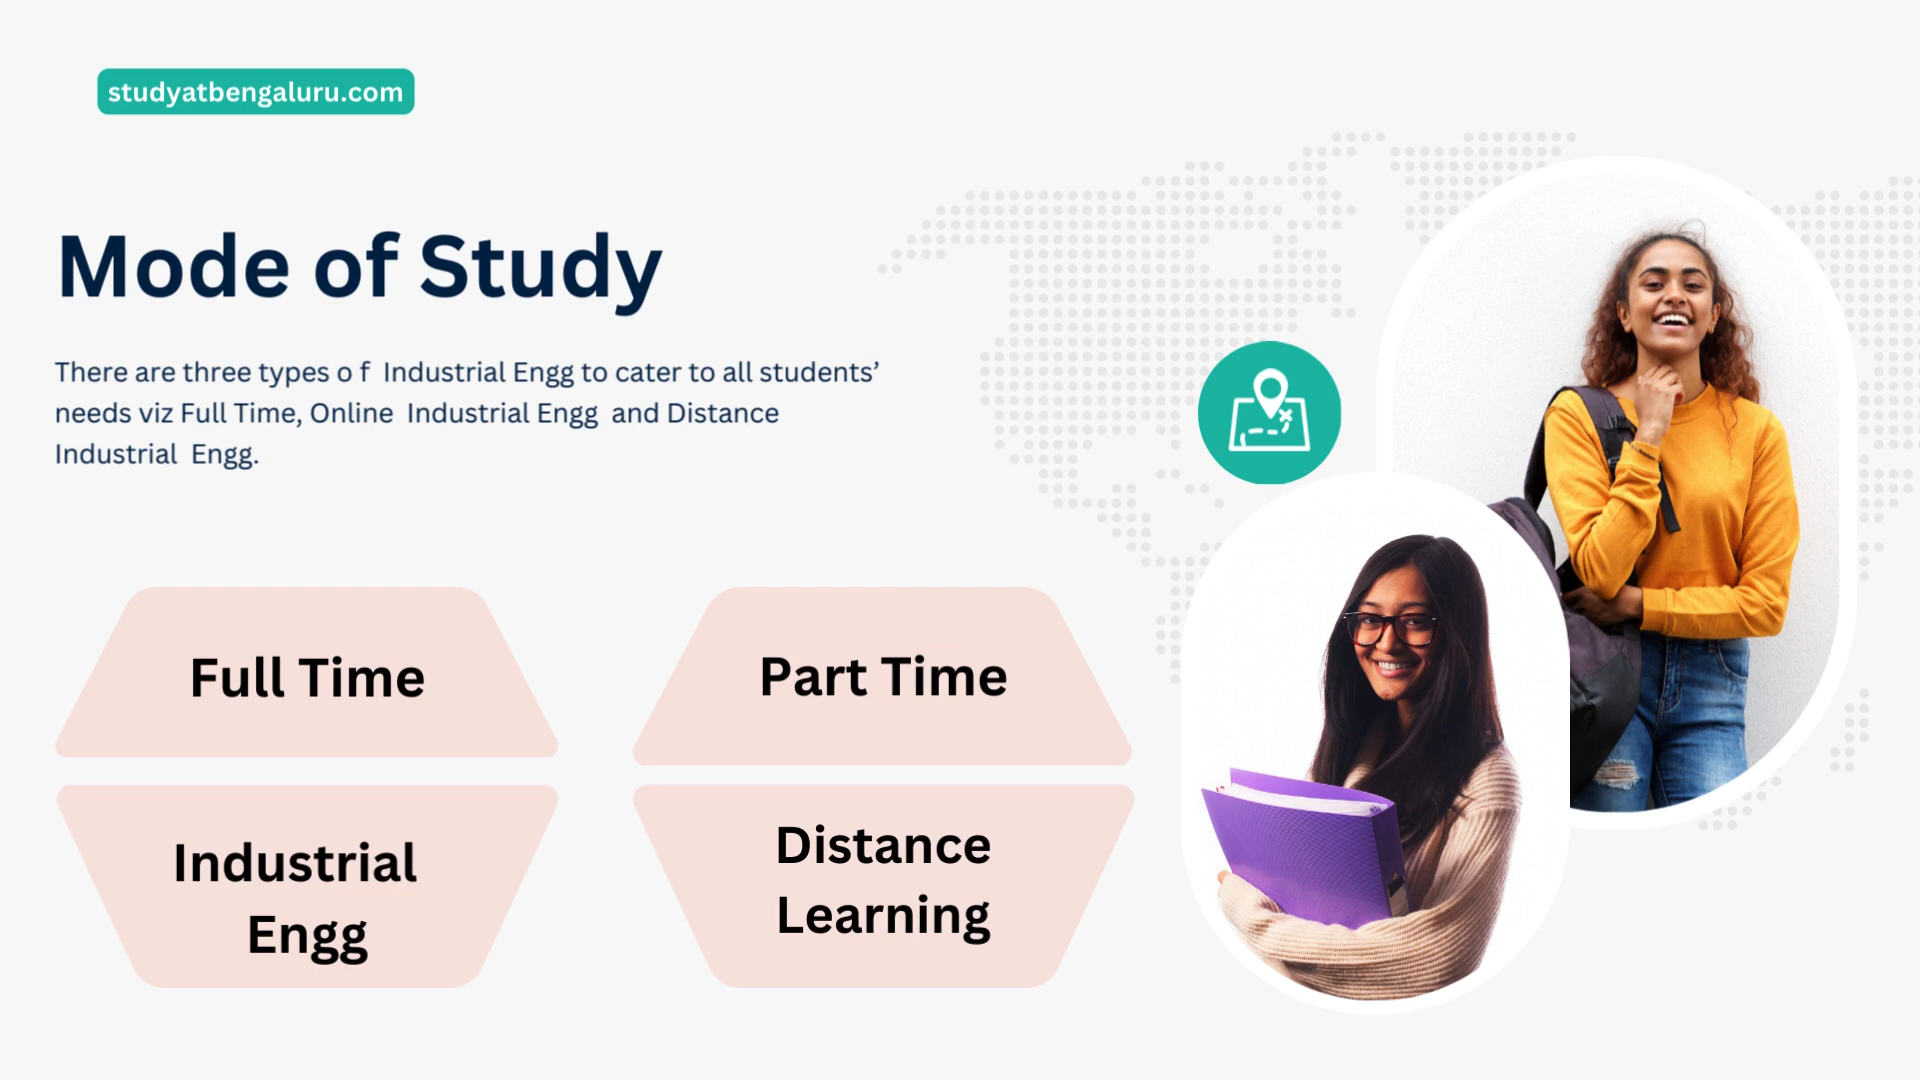 studyatbengaluru.com
Mode of Study
There are three types o f  Industrial Engg to cater to all students’
needs viz Full Time, Online  Industrial Engg  and Distance
Industrial  Engg.
Full Time
Part Time
Industrial
Engg
Distance
Learning